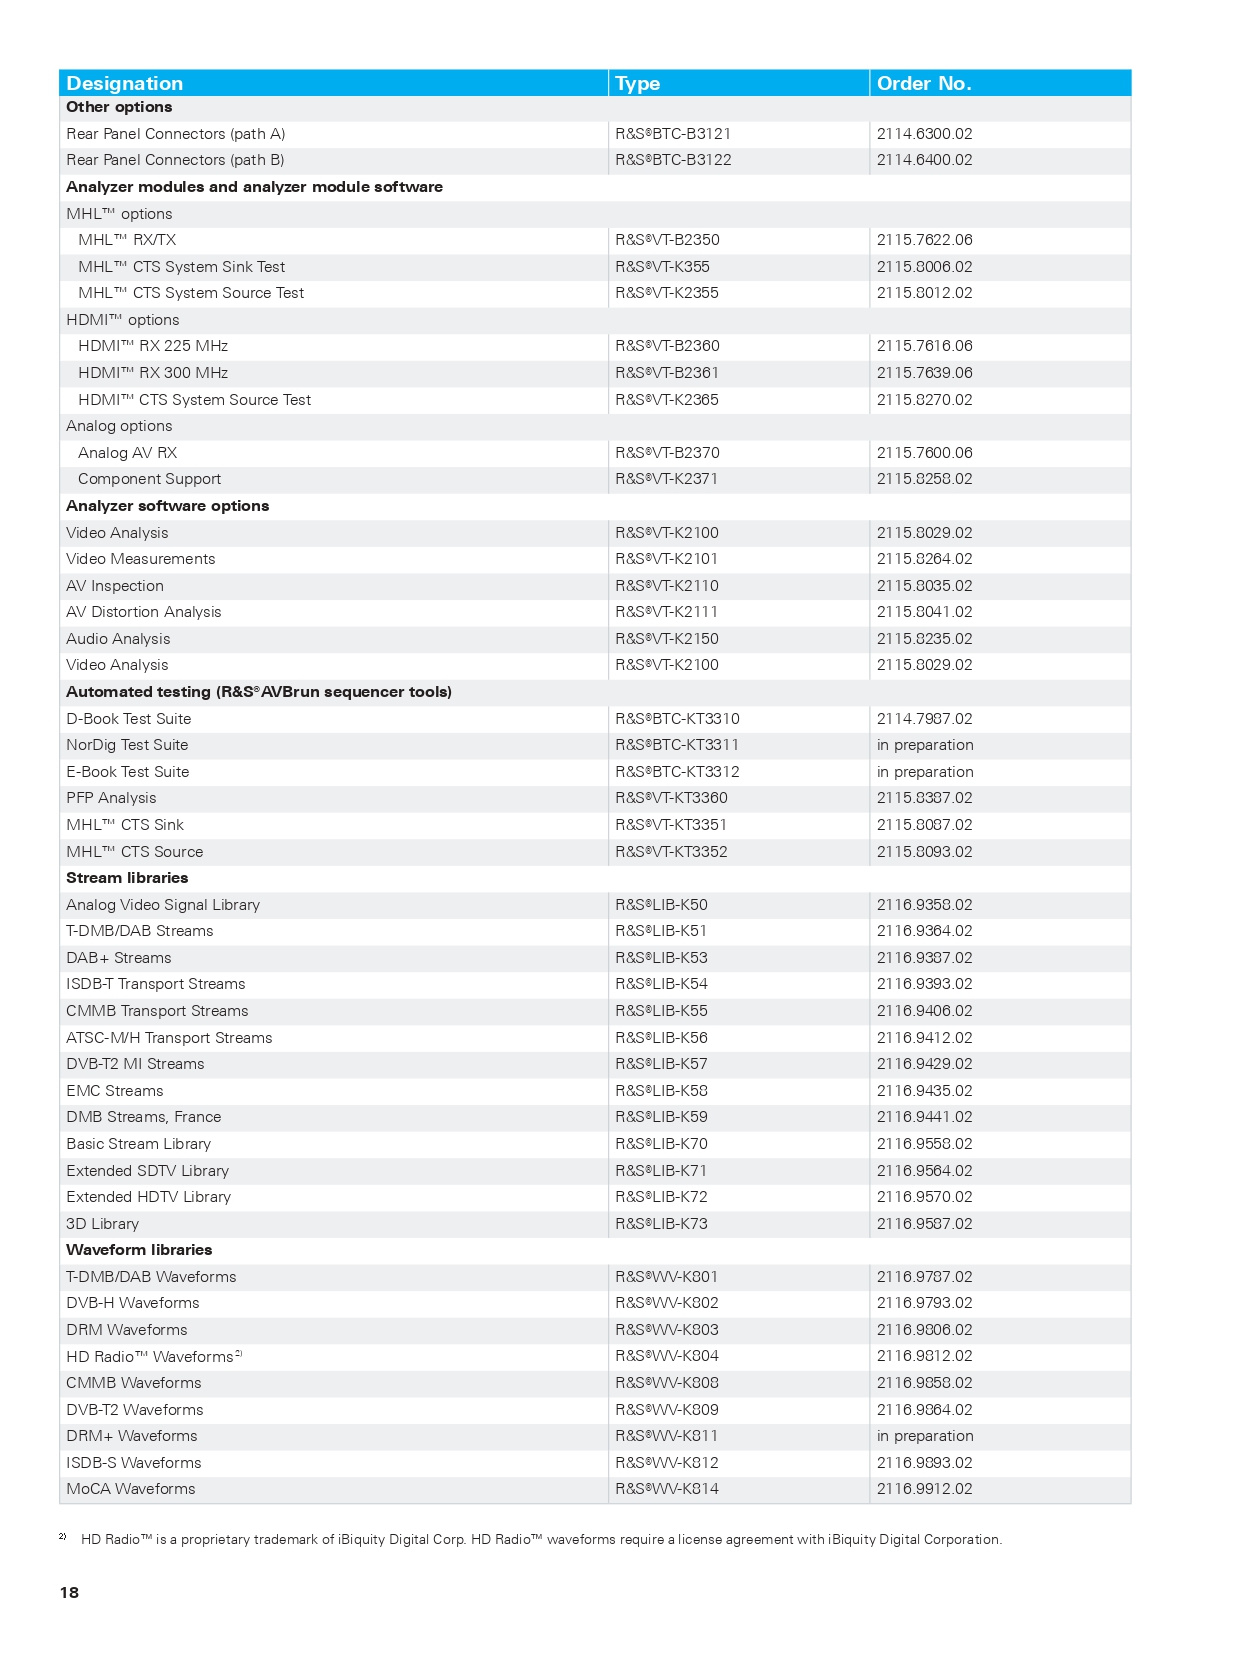 Designation Type Order No.
Other options
Rear Panel Connectors (path A) R&S®BTC-B3121 2114.6300.02
Rear Panel Connectors (path B) R&S®BTC-B3122 2114.6400.02
Analyzer modules and analyzer module software
MHL™ options
MHL™ RX/TX R&S®VT-B2350 2115.7622.06
MHL™ CTS System Sink Test R&S®VT-K355 2115.8006.02
MHL™ CTS System Source Test R&S®VT-K2355 2115.8012.02
HDMI™ options
HDMI™ RX 225 MHz R&S®VT-B2360 2115.7616.06
HDMI™ RX 300 MHz R&S®VT-B2361 2115.7639.06
HDMI™ CTS System Source Test R&S®VT-K2365 2115.8270.02
Analog options
Analog AV RX R&S®VT-B2370 2115.7600.06
Component Support R&S®VT-K2371 2115.8258.02
Analyzer software options
Video Analysis R&S®VT-K2100 2115.8029.02
Video Measurements R&S®VT-K2101 2115.8264.02
AV Inspection R&S®VT-K2110 2115.8035.02
AV Distortion Analysis R&S®VT-K2111 2115.8041.02
Audio Analysis R&S®VT-K2150 2115.8235.02
Video Analysis R&S®VT-K2100 2115.8029.02
Automated testing (R&S®AVBrun sequencer tools)
D-Book Test Suite R&S®BTC-KT3310 2114.7987.02
NorDig Test Suite R&S®BTC-KT3311 in preparation
E-Book Test Suite R&S®BTC-KT3312 in preparation
PFP Analysis R&S®VT-KT3360 2115.8387.02
MHL™ CTS Sink R&S®VT-KT3351 2115.8087.02
MHL™ CTS Source R&S®VT-KT3352 2115.8093.02
Stream libraries
Analog Video Signal Library R&S®LIB-K50 2116.9358.02
T-DMB/DAB Streams R&S®LIB-K51 2116.9364.02
DAB+ Streams R&S®LIB-K53 2116.9387.02
ISDB-T Transport Streams R&S®LIB-K54 2116.9393.02
CMMB Transport Streams R&S®LIB-K55 2116.9406.02
ATSC-M/H Transport Streams R&S®LIB-K56 2116.9412.02
DVB-T2 MI Streams R&S®LIB-K57 2116.9429.02
EMC Streams R&S®LIB-K58 2116.9435.02
DMB Streams, France R&S®LIB-K59 2116.9441.02
Basic Stream Library R&S®LIB-K70 2116.9558.02
Extended SDTV Library R&S®LIB-K71 2116.9564.02
Extended HDTV Library R&S®LIB-K72 2116.9570.02
3D Library R&S®LIB-K73 2116.9587.02
Waveform libraries
T-DMB/DAB Waveforms R&S®WV-K801 2116.9787.02
DVB-H Waveforms R&S®WV-K802 2116.9793.02
DRM Waveforms R&S®WV-K803 2116.9806.02
HD Radio™ Waveforms 2) R&S®WV-K804 2116.9812.02
CMMB Waveforms R&S®WV-K808 2116.9858.02
DVB-T2 Waveforms R&S®WV-K809 2116.9864.02
DRM+ Waveforms R&S®WV-K811 in preparation
ISDB-S Waveforms R&S®WV-K812 2116.9893.02
MoCA Waveforms R&S®WV-K814 2116.9912.02
2) HD Radio™ is a proprietary trademark of iBiquity Digital Corp. HD Radio™ waveforms require a license agreement with iBiquity Digital Corporation.
18